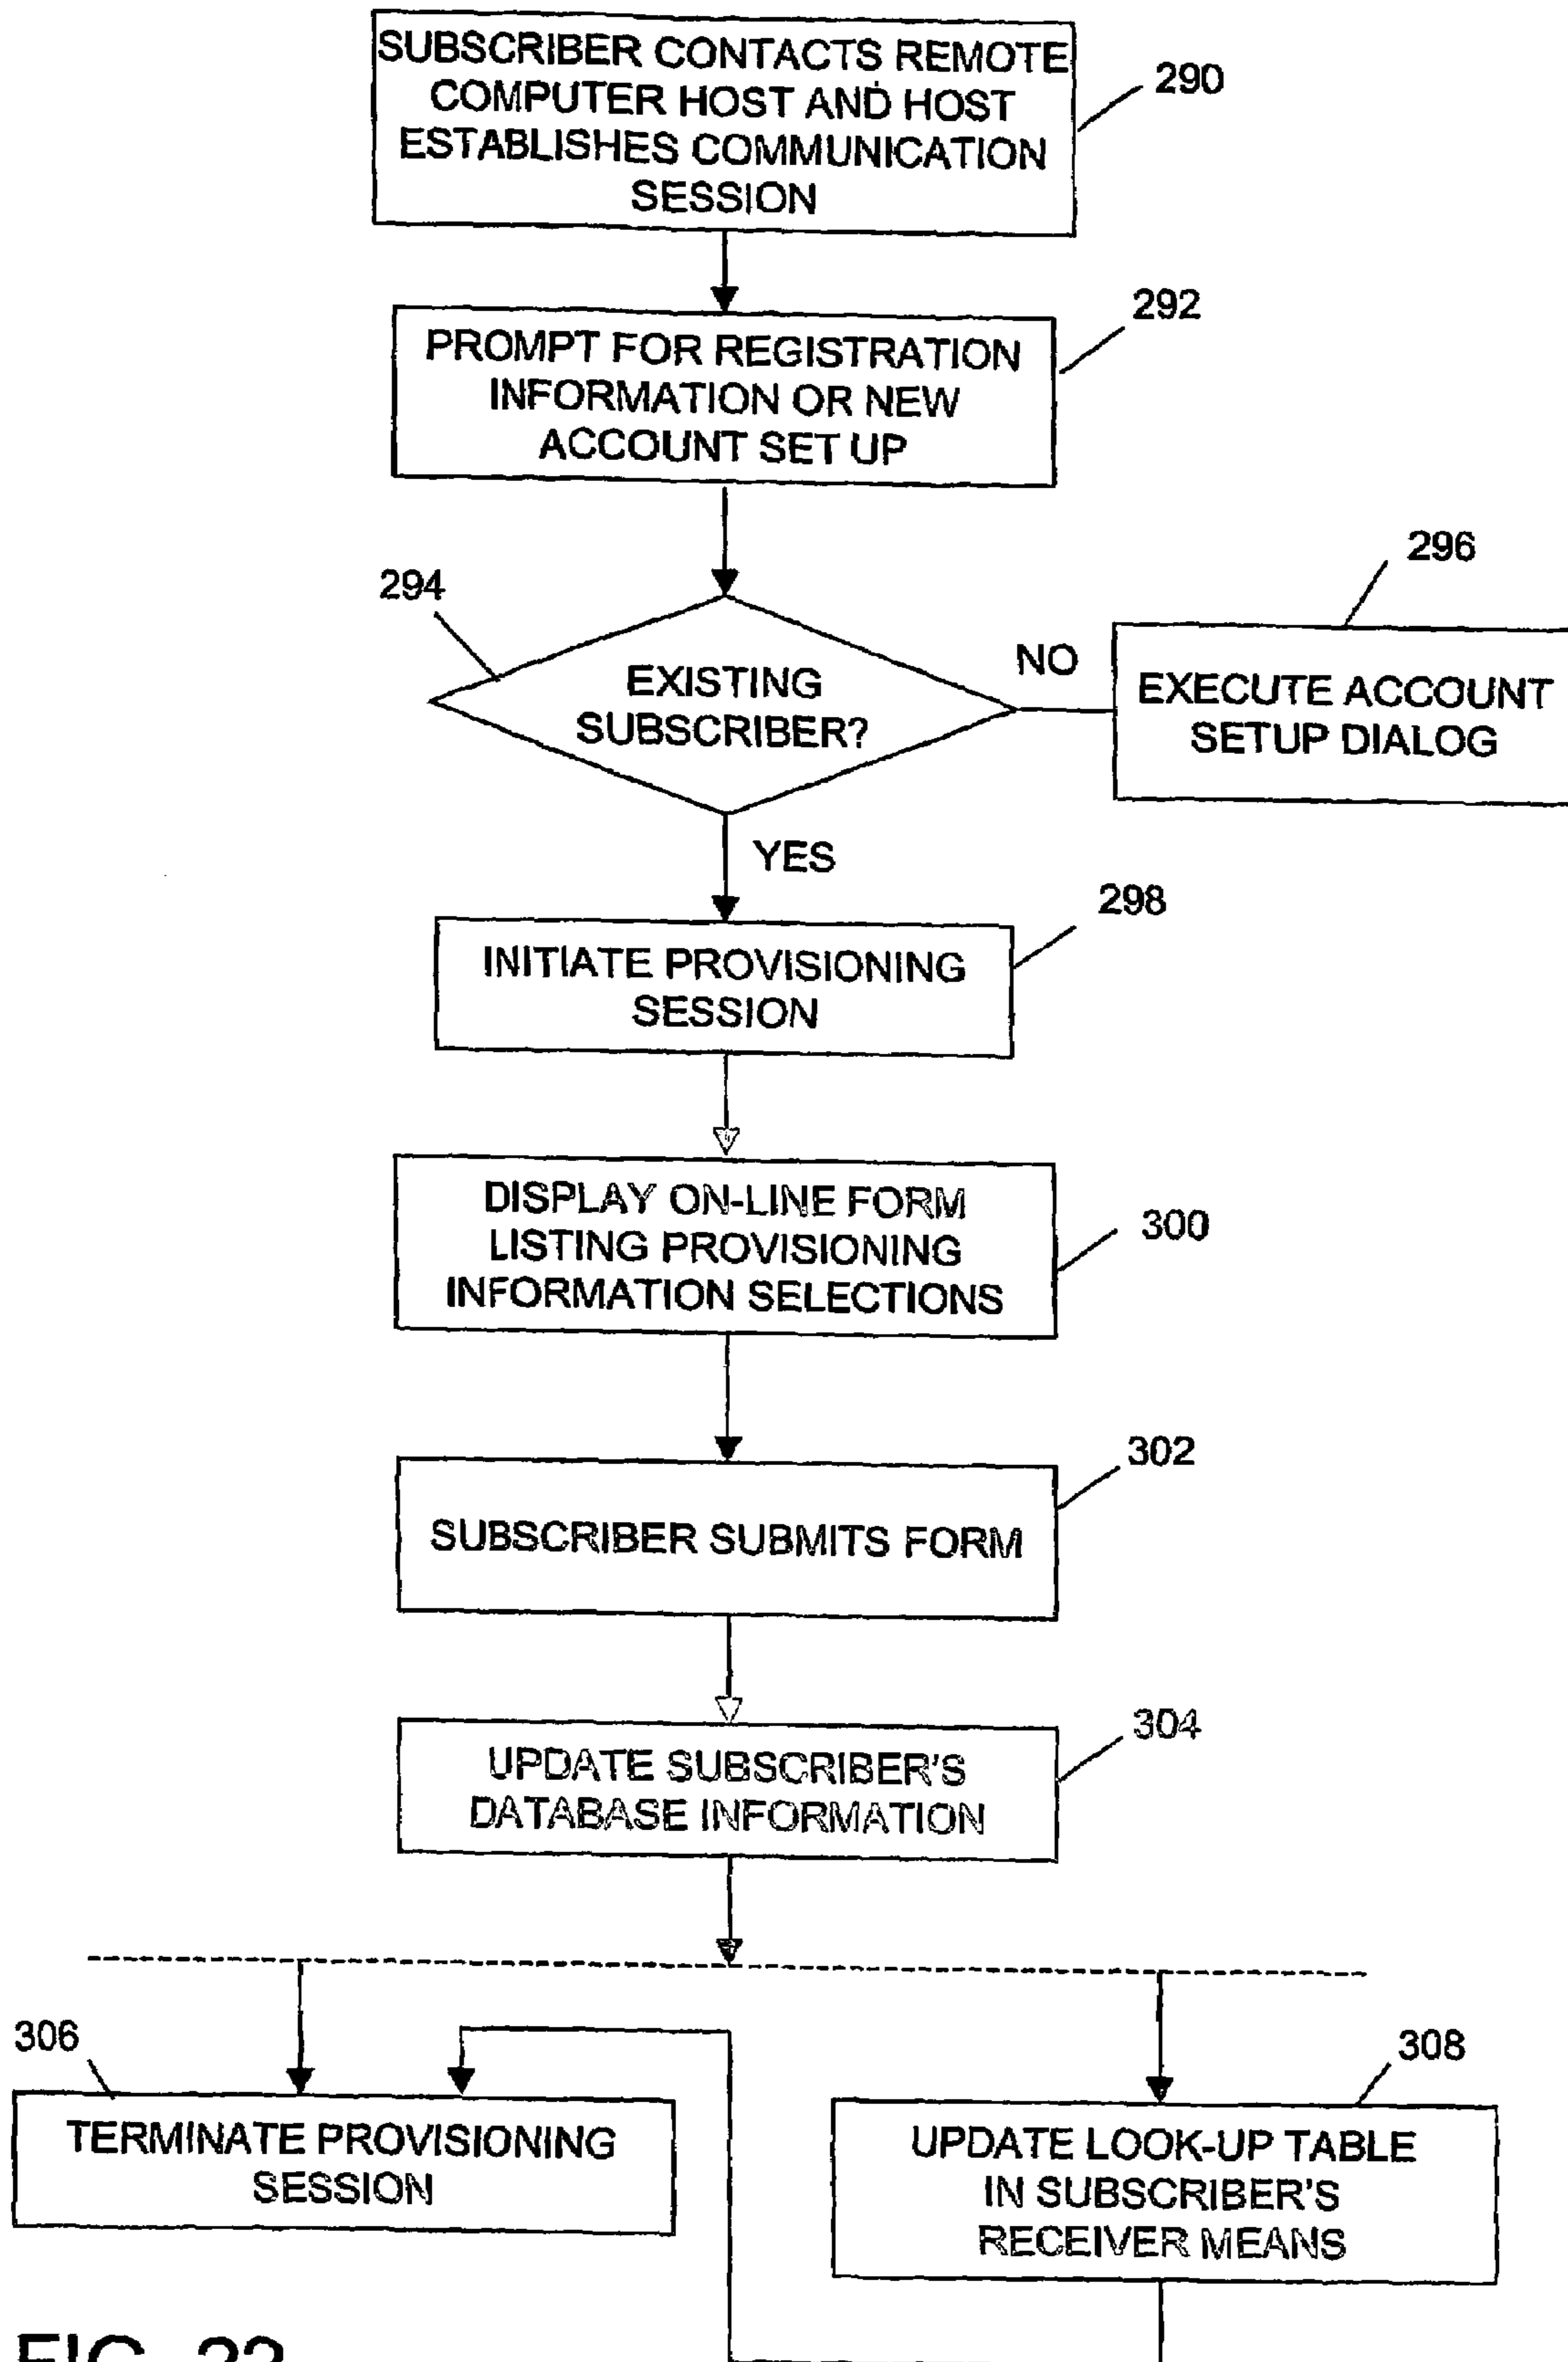 SUBSCRIBER CONTACTS REMOTE
COMPUTER HOST AND HOST
ESTABLISHES COMMUNICATION
SESSION
290
292
PROMPT FOR REGISTRATION
INFORMATION OR NEW
ACCOUNT SET UP
294
EXISTING
SUBSCRIBER?
NO
296
EXECUTE ACCOUNT
SETUP DIALOG
YES
298
INITIATE PROVISIONING
SESSION
DISPLAY ON-LINE FORM
LISTING PROVISIONING
INFORMATION SELECTIONS
300
302
SUBSCRIBER SUBMITS FORM
304
UPDATE SUBSCRIBER'S
DATABASE INFORMATION
306
TERMINATE PROVISIONING
SESSION
308
UPDATE LOOK-UP TABLE
IN SUBSCRIBER'S
RECEIVER MEANS
FIG.